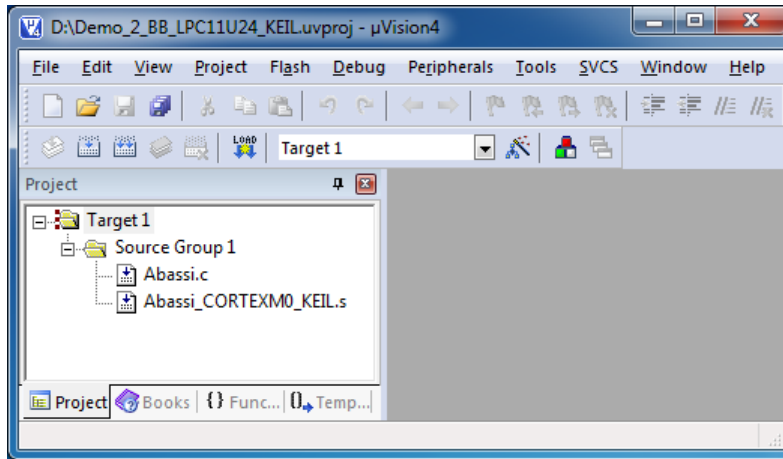 D:\Demo_2_BB_LPC11U24_KEIL.uvproj - µVision4
File Edit View Project Flash Debug Peripherals Tools SVCS Window Help
LOAD Target 1
Project
Target 1
Source Group 1
Abassi.c
Abassi_CORTEXM0_KEIL.s
Project Books {} Func... 0 Temp...